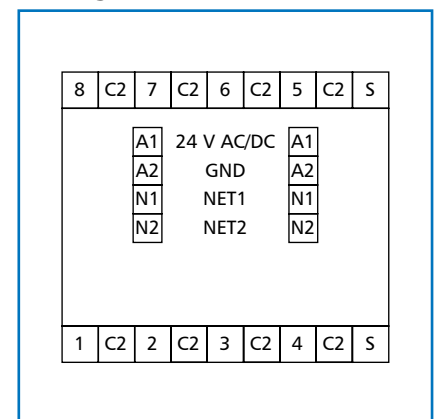 8 C2 7 C2 6 C2 5 C2 S
A1 24 V AC/DC A1
A2 GND A2
N1 NET1 N1
N2 NET2 N2
1 C2 2 C2 3 C2 4 C2 S